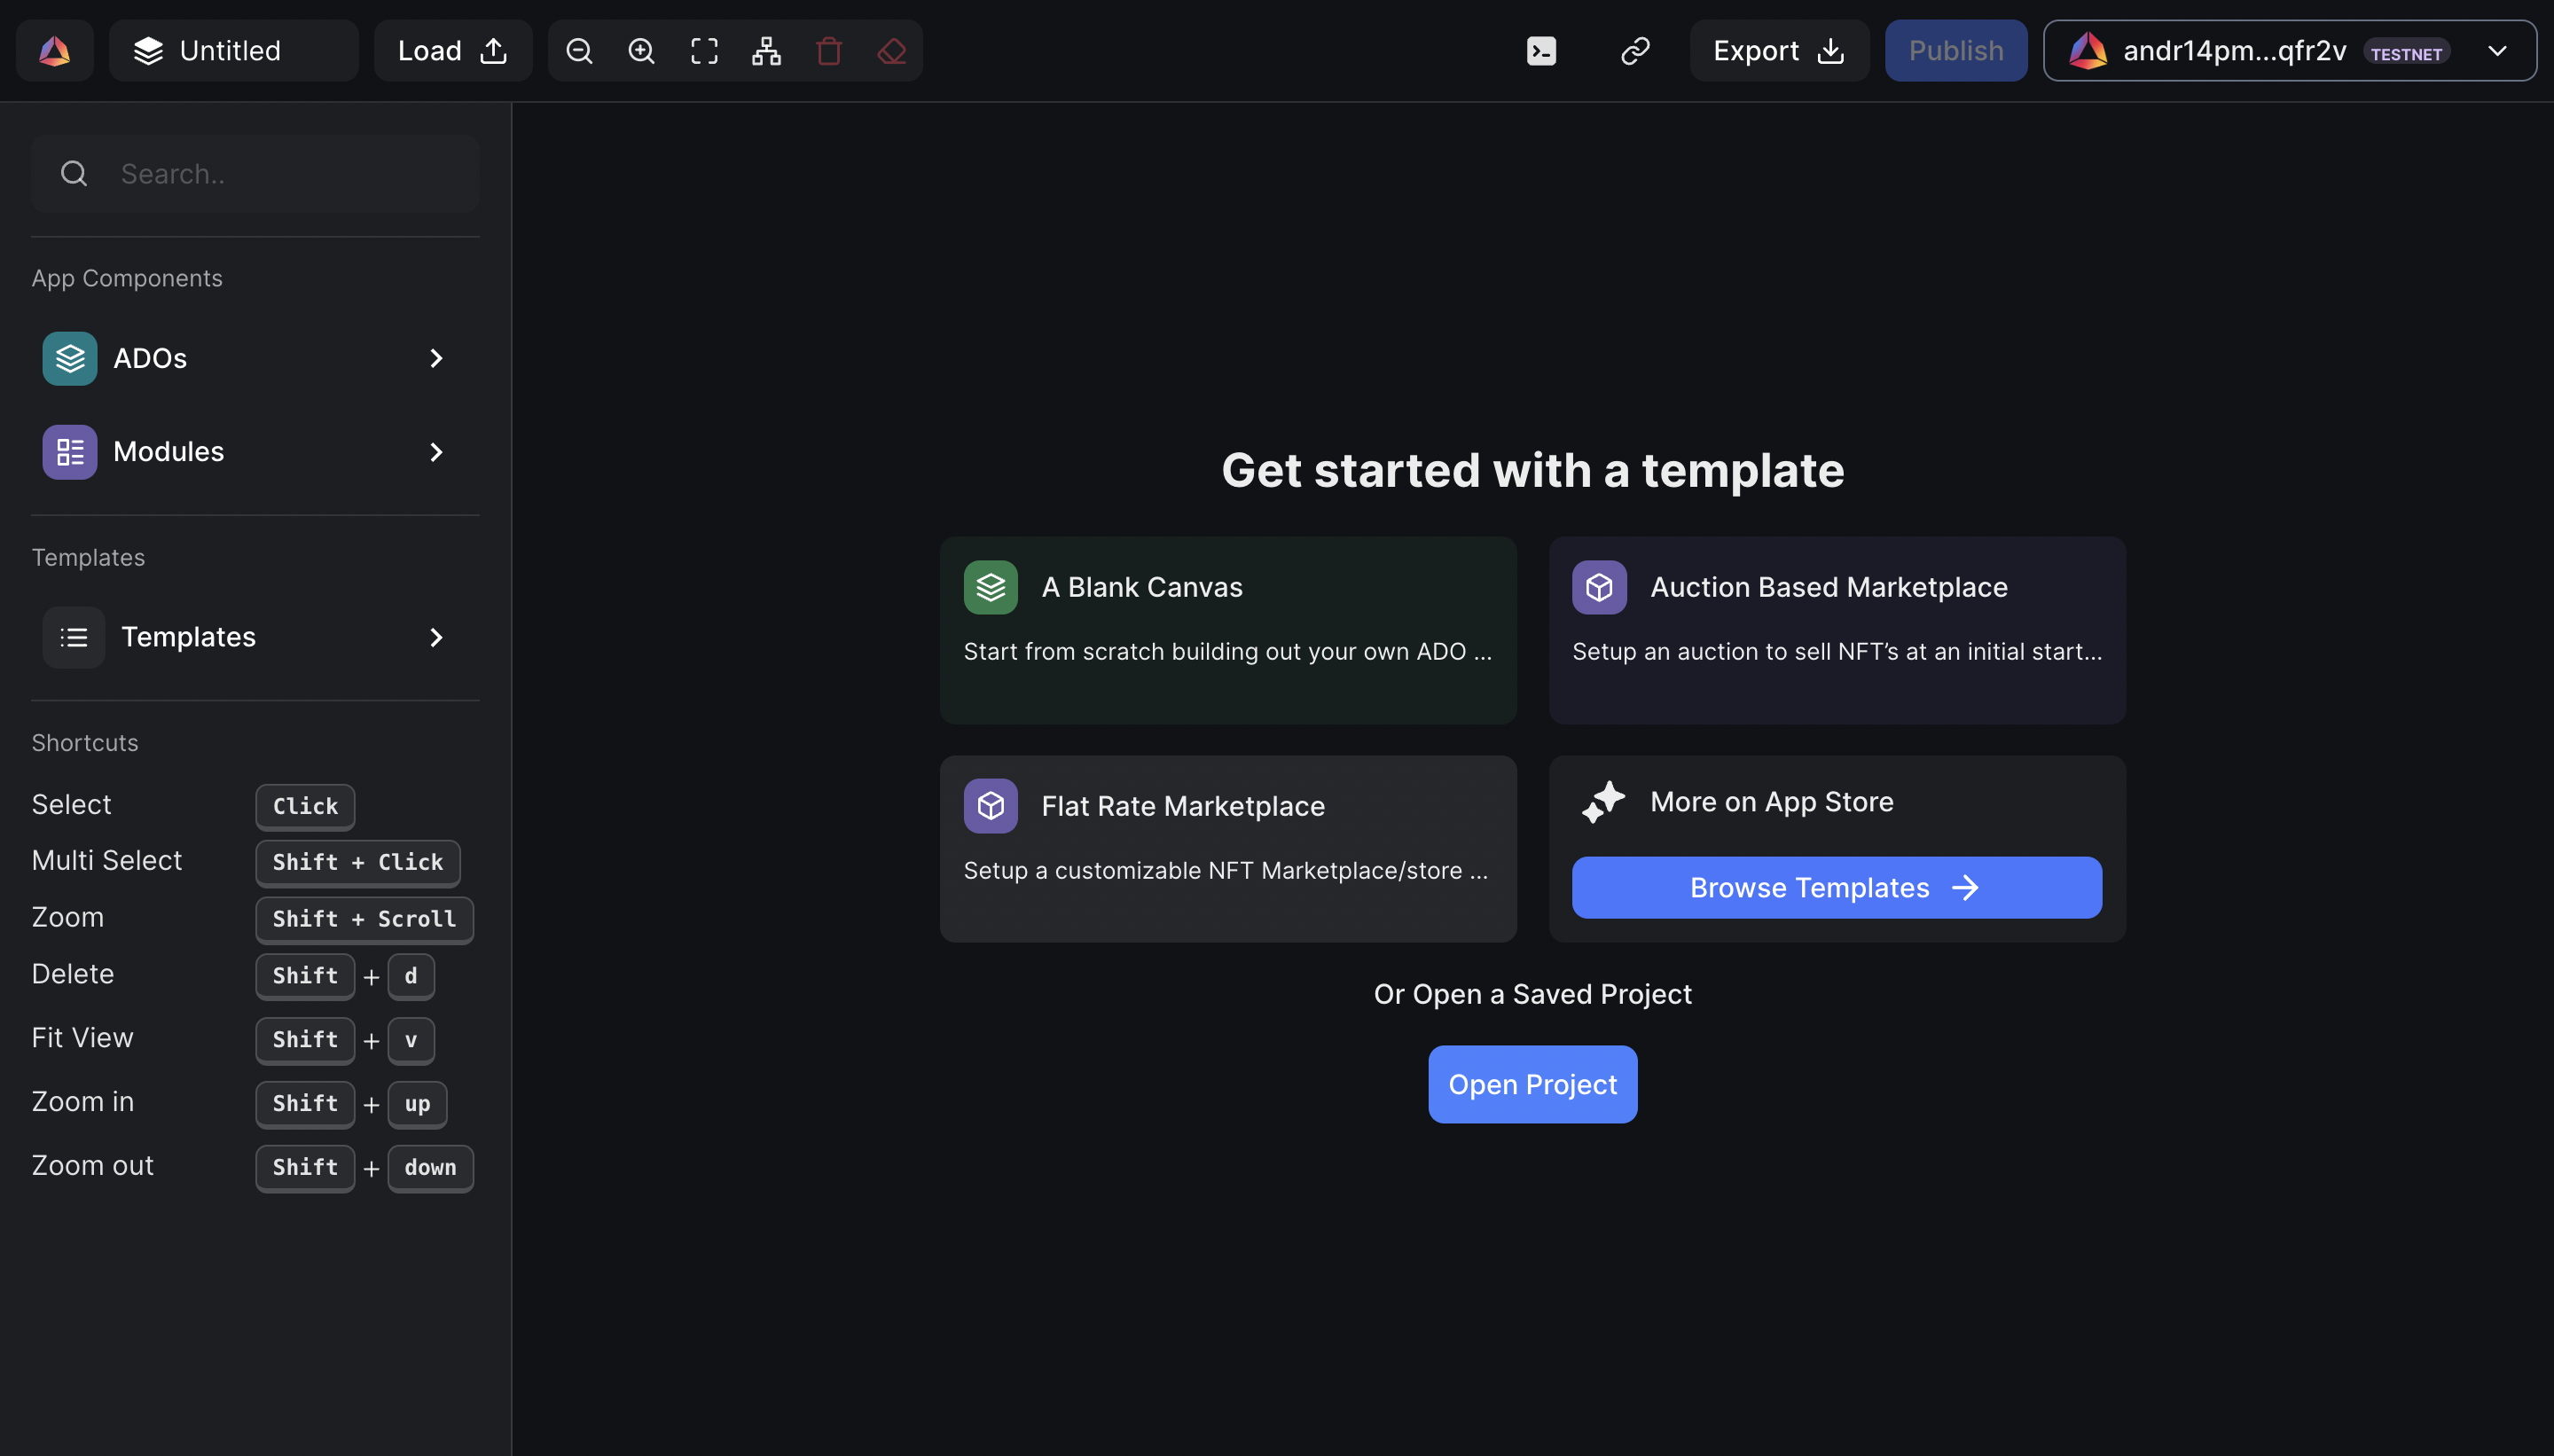 Untitled
Load
Export
Publish
andr14pm...qfr2v TESTNET
Search..
App Components
ADOs
Modules
Templates
Templates
Shortcuts
Select Click
Multi Select Shift + Click
Zoom Shift + Scroll
Delete Shift + d
Fit View Shift + v
Zoom in Shift + up
Zoom out Shift + down
Get started with a template
A Blank Canvas
Start from scratch building out your own ADO ...
Auction Based Marketplace
Setup an auction to sell NFT’s at an initial start...
Flat Rate Marketplace
Setup a customizable NFT Marketplace/store ...
More on App Store
Browse Templates
Or Open a Saved Project
Open Project